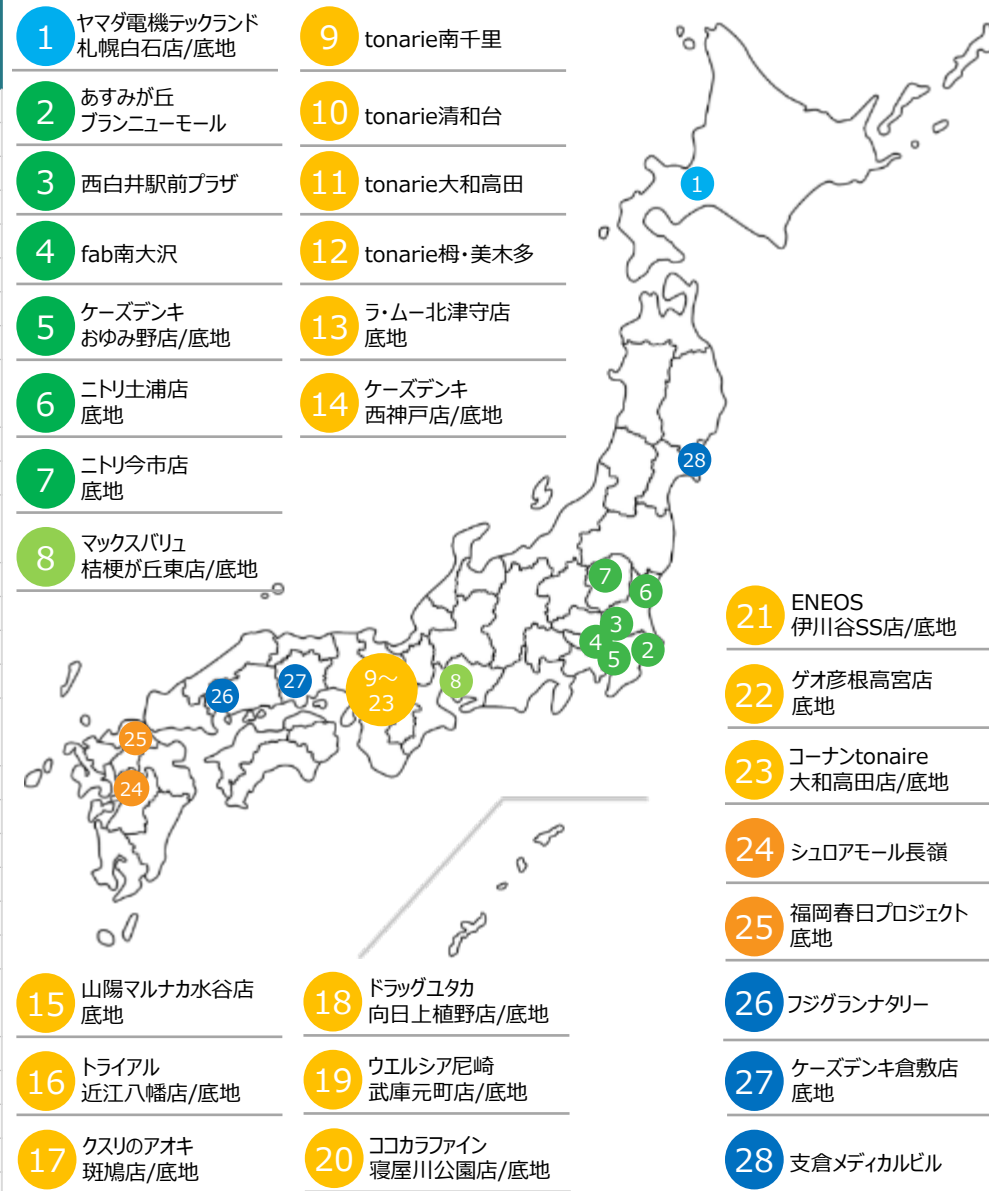 1
ヤマダ電機テックランド
札幌白石店/底地
2
あすみが丘
ブランニューモール
3
西白井駅前プラザ
4
fab南大沢
5
ケーズデンキ
おゆみ野店/底地
6
ニトリ土浦店
底地
7
ニトリ今市店
底地
8
マックスバリュ
桔梗が丘東店/底地
9
tonarie南千里
10
tonarie清和台
11
tonarie大和高田
12
tonarie栂・美木多
13
ラ・ムー北津守店
底地
14
ケーズデンキ
西神戸店/底地
1
28
7
6
3
4
2
5
8
9～
23
27
26
25
24
15
山陽マルナカ水谷店
底地
16
トライアル
近江八幡店/底地
17
クスリのアオキ
斑鳩店/底地
18
ドラッグユタカ
向日上植野店/底地
19
ウエルシア尼崎
武庫元町店/底地
20
ココカラファイン
寝屋川公園店/底地
21
ENEOS
伊川谷SS店/底地
22
ゲオ彦根高宮店
底地
23
コーナンtonaire
大和高田店/底地
24
シュロアモール長嶺
25
福岡春日プロジェクト
底地
26
フジグランナタリー
27
ケーズデンキ倉敷店
底地
28
支倉メディカルビル